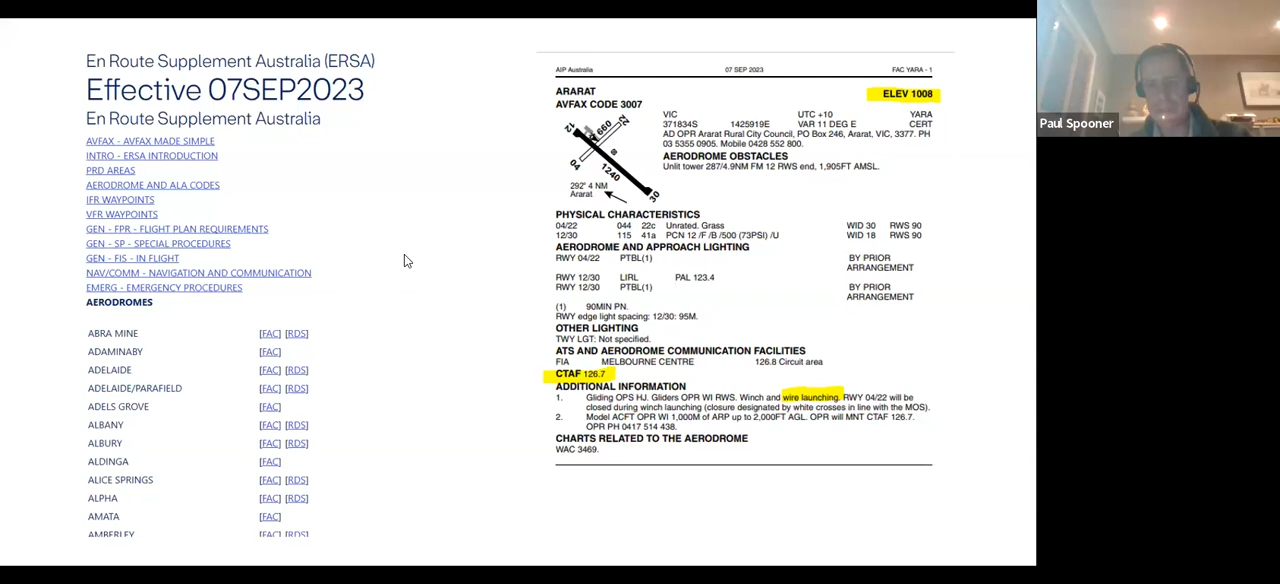 En Route Supplement Australia (ERSA)
Effective 07SEP2023
En Route Supplement Australia
AVFAX - AVFAX MADE SIMPLE
INTRO - ERSA INTRODUCTION
PRD AREAS
AERODROME AND ALA CODES
IFR WAYPOINTS
VFR WAYPOINTS
GEN - FPR - FLIGHT PLAN REQUIREMENTS
GEN - SP - SPECIAL PROCEDURES
GEN - FIS - IN FLIGHT
NAV/COMM - NAVIGATION AND COMMUNICATION
EMERG - EMERGENCY PROCEDURES
AERODROMES
ABRA MINE [FAC] [RDS]
ADAMINABY [FAC]
ADELAIDE [FAC] [RDS]
ADELAIDE/PARAFIELD [FAC] [RDS]
ADELS GROVE [FAC]
ALBANY [FAC] [RDS]
ALBURY [FAC] [RDS]
ALDINGA [FAC]
ALICE SPRINGS [FAC] [RDS]
ALPHA [FAC] [RDS]
AMATA [FAC]
AMBERLEY [FAC] [RDS]
AIP Australia 07 SEP 2023 FAC YARA - 1
ARARAT ELEV 1008
AVFAX CODE 3007
VIC UTC +10 YARA
371834S 1425919E VAR 11 DEG E CERT
AD OPR Ararat Rural City Council, PO Box 246, Ararat, VIC, 3377. PH
03 5355 0905. Mobile 0428 552 800.
AERODROME OBSTACLES
Unlit tower 287/4.9NM FM 12 RWS end, 1,905FT AMSL.
12
660
22
04
1240
30
292° 4 NM
Ararat
PHYSICAL CHARACTERISTICS
04/22 044 22c Unrated. Grass WID 30 RWS 90
12/30 115 41a PCN 12 /F /B /500 (73PSI) /U WID 18 RWS 90
AERODROME AND APPROACH LIGHTING
RWY 04/22 PTBL(1) BY PRIOR
ARRANGEMENT
RWY 12/30 LIRL PAL 123.4
RWY 12/30 PTBL(1) BY PRIOR
ARRANGEMENT
(1) 90MIN PN.
RWY edge light spacing: 12/30: 95M.
OTHER LIGHTING
TWY LGT: Not specified.
ATS AND AERODROME COMMUNICATION FACILITIES
FIA MELBOURNE CENTRE 126.8 Circuit area
CTAF 126.7
ADDITIONAL INFORMATION
1. Gliding OPS HJ. Gliders OPR WI RWS. Winch and wire launching. RWY 04/22 will be
closed during winch launching (closure designated by white crosses in line with the MOS).
2. Model ACFT OPR WI 1,000M of ARP up to 2,000FT AGL. OPR will MNT CTAF 126.7.
OPR PH 0417 514 438.
CHARTS RELATED TO THE AERODROME
WAC 3469.
Paul Spooner